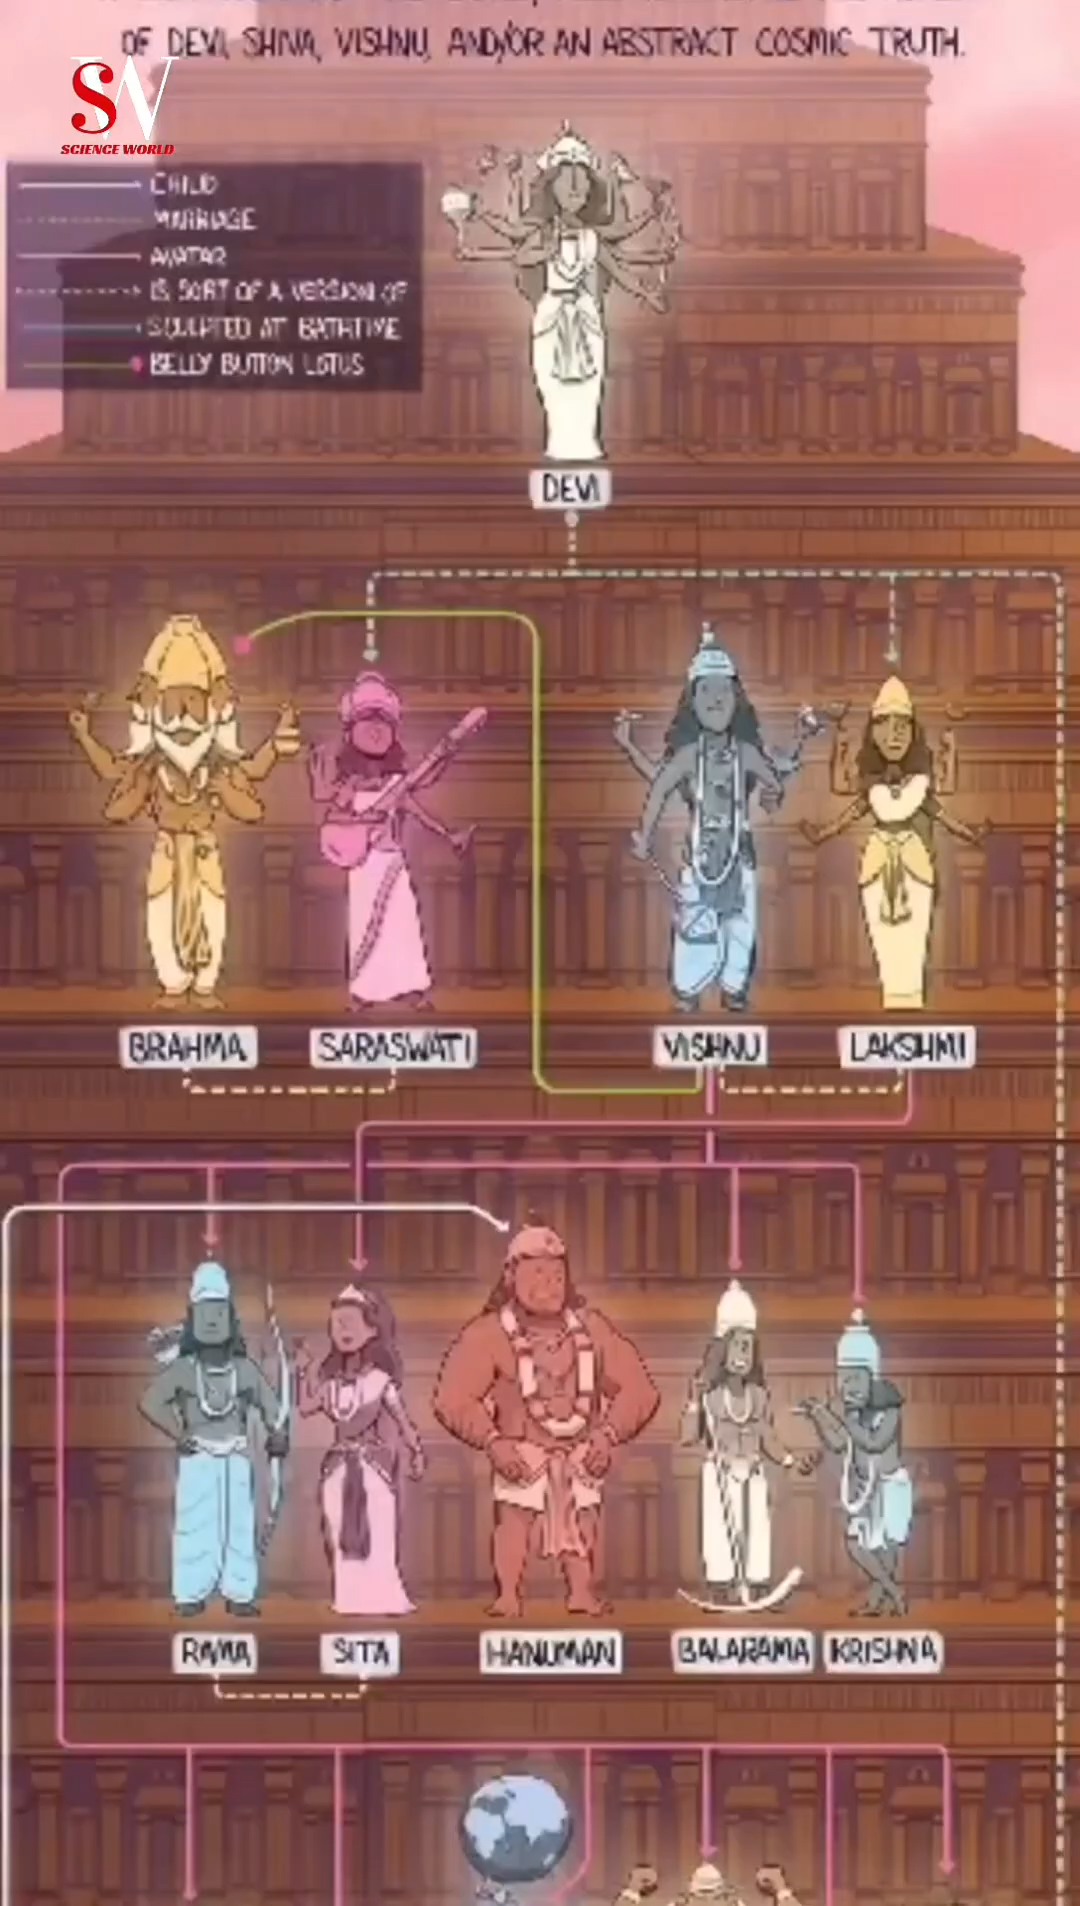 OF DEVI, SHIVA, VISHNU, AND/OR AN ABSTRACT COSMIC TRUTH.
SW
SCIENCE WORLD
CHILD
MARRIAGE
AVATAR
IS SORT OF A VERSION OF
SCULPTED AT BATHTIME
BELLY BUTTON LOTUS
DEVI
BRAHMA
SARASWATI
VISHNU
LAKSHMI
RAMA
SITA
HANUMAN
BALARAMA
KRISHNA